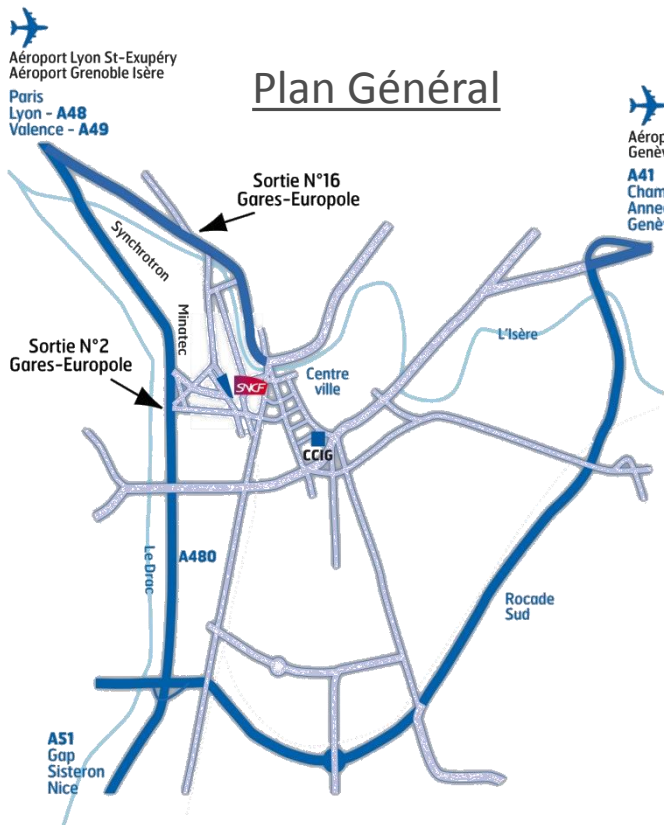 Aéroport Lyon St-Exupéry
Aéroport Grenoble Isère
Paris
Lyon - A48
Valence - A49
Plan Général
A41
Sortie N°16
Gares-Europole
Synchrotron
Minatec
L'Isère
Sortie N°2
Gares-Europole
SNCF
Centre
ville
CCIG
Le Drac
A480
Rocade
Sud
A51
Gap
Sisteron
Nice